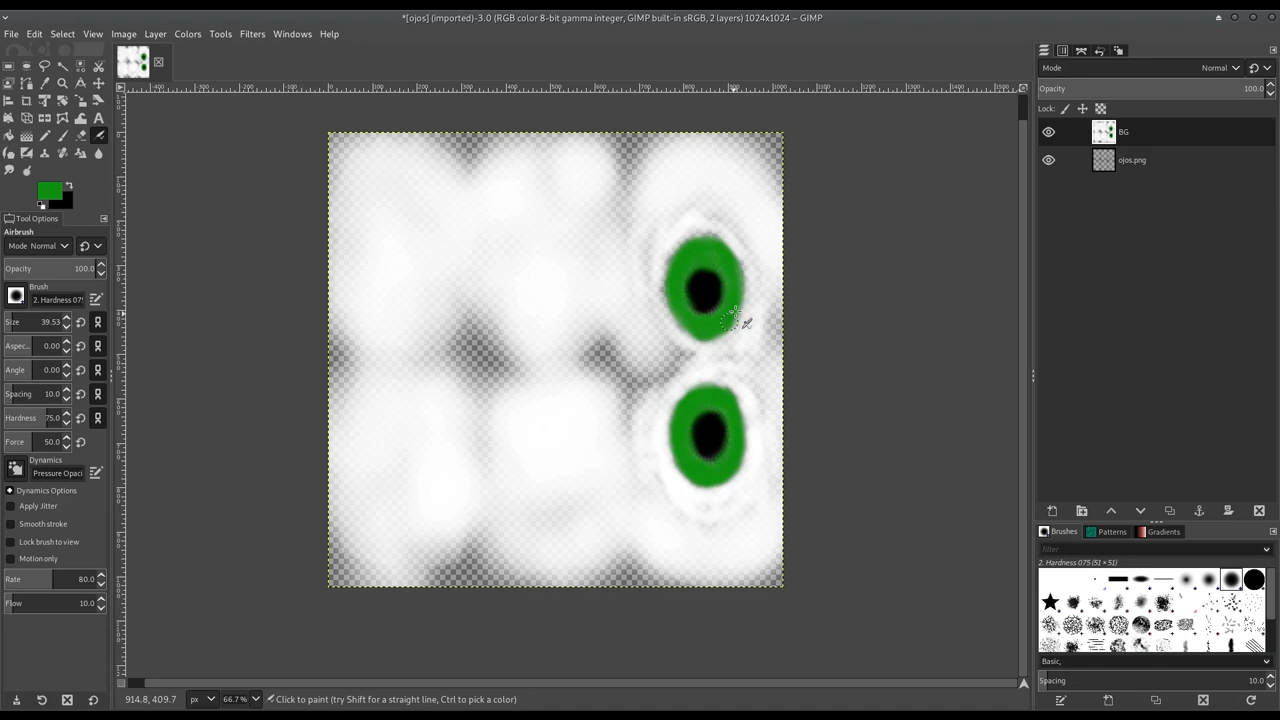 *[ojos] (imported)-3.0 (RGB color 8-bit gamma integer, GIMP built-in sRGB, 2 layers) 1024x1024 – GIMP
File Edit Select View Image Layer Colors Tools Filters Windows Help
Tool Options
Airbrush
Mode Normal
Opacity 100.0
Brush
2. Hardness 075
Size 39.53
Aspec... 0.00
Angle 0.00
Spacing 10.0
Hardness 75.0
Force 50.0
Dynamics
Pressure Opaci
Dynamics Options
Apply Jitter
Smooth stroke
Lock brush to view
Motion only
Rate 80.0
Flow 10.0
914.8, 409.7 px 66.7% Click to paint (try Shift for a straight line, Ctrl to pick a color)
Mode Normal
Opacity 100.0
Lock:
BG
ojos.png
Brushes Patterns Gradients
filter
2. Hardness 075 (51 × 51)
Basic,
Spacing 10.0